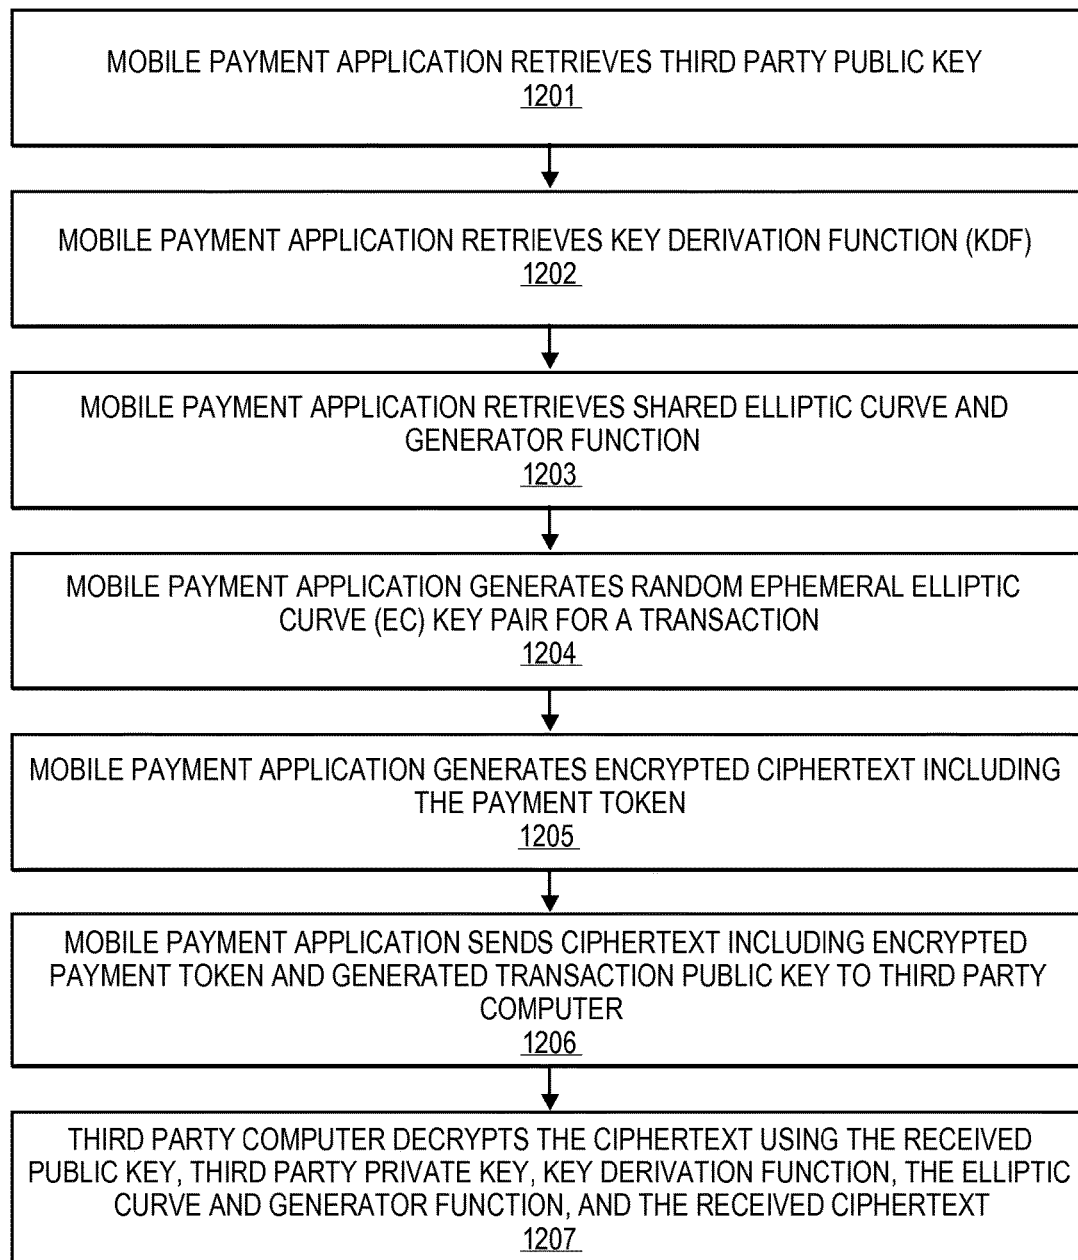 MOBILE PAYMENT APPLICATION RETRIEVES THIRD PARTY PUBLIC KEY
1201
MOBILE PAYMENT APPLICATION RETRIEVES KEY DERIVATION FUNCTION (KDF)
1202
MOBILE PAYMENT APPLICATION RETRIEVES SHARED ELLIPTIC CURVE AND
GENERATOR FUNCTION
1203
MOBILE PAYMENT APPLICATION GENERATES RANDOM EPHEMERAL ELLIPTIC
CURVE (EC) KEY PAIR FOR A TRANSACTION
1204
MOBILE PAYMENT APPLICATION GENERATES ENCRYPTED CIPHERTEXT INCLUDING
THE PAYMENT TOKEN
1205
MOBILE PAYMENT APPLICATION SENDS CIPHERTEXT INCLUDING ENCRYPTED
PAYMENT TOKEN AND GENERATED TRANSACTION PUBLIC KEY TO THIRD PARTY
COMPUTER
1206
THIRD PARTY COMPUTER DECRYPTS THE CIPHERTEXT USING THE RECEIVED
PUBLIC KEY, THIRD PARTY PRIVATE KEY, KEY DERIVATION FUNCTION, THE ELLIPTIC
CURVE AND GENERATOR FUNCTION, AND THE RECEIVED CIPHERTEXT
1207